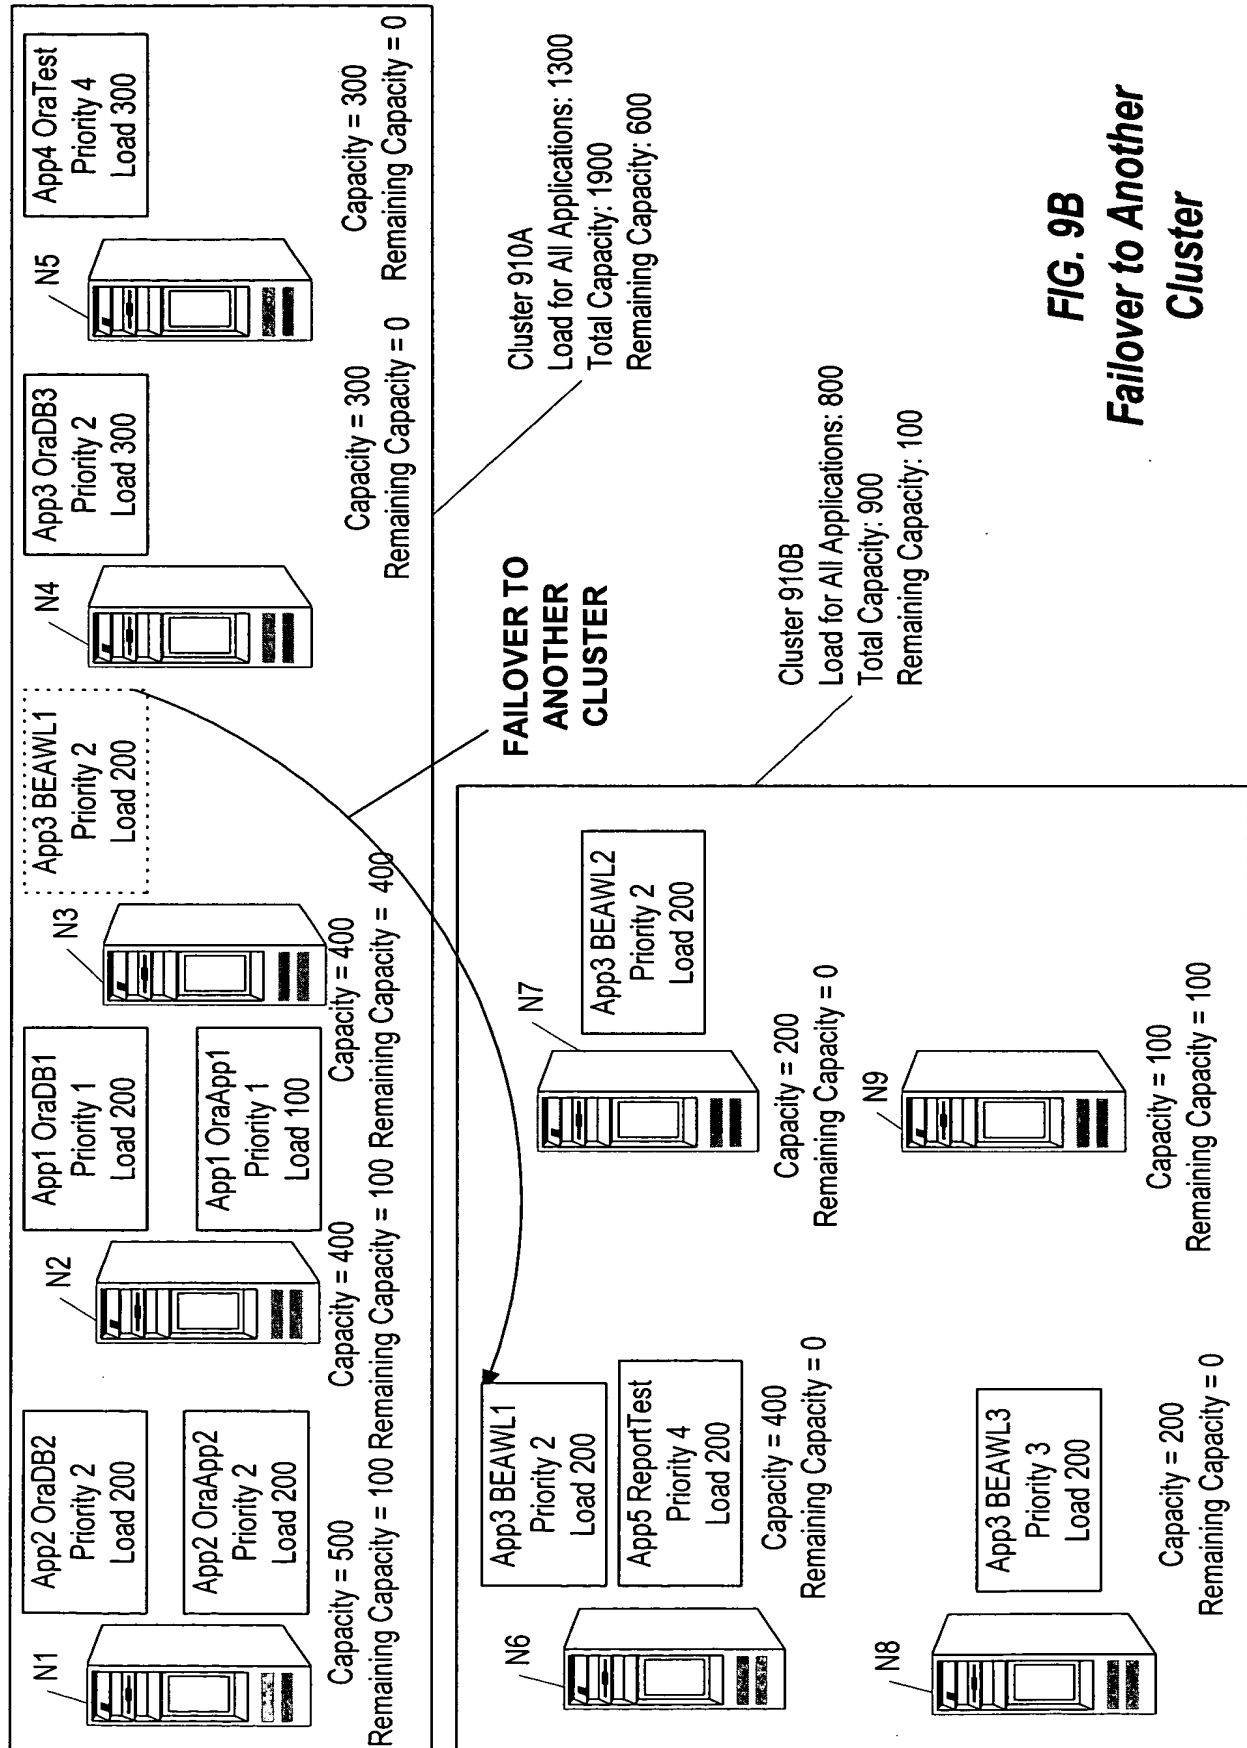 N1
App2 OraDB2
Priority 2
Load 200
App2 OraApp2
Priority 2
Load 200
Capacity = 500
Remaining Capacity = 100
N2
App1 OraDB1
Priority 1
Load 200
App1 OraApp1
Priority 1
Load 100
Capacity = 400
Remaining Capacity = 100
N3
App3 BEAWL1
Priority 2
Load 200
Capacity = 400
Remaining Capacity = 400
N4
App3 OraDB3
Priority 2
Load 300
Capacity = 300
Remaining Capacity = 0
N5
App4 OraTest
Priority 4
Load 300
Capacity = 300
Remaining Capacity = 0
FAILOVER TO
ANOTHER
CLUSTER
Cluster 910A
Load for All Applications: 1300
Total Capacity: 1900
Remaining Capacity: 600
N6
App3 BEAWL1
Priority 2
Load 200
App5 ReportTest
Priority 4
Load 200
Capacity = 400
Remaining Capacity = 0
N7
App3 BEAWL2
Priority 2
Load 200
Capacity = 200
Remaining Capacity = 0
Cluster 910B
Load for All Applications: 800
Total Capacity: 900
Remaining Capacity: 100
N8
App3 BEAWL3
Priority 3
Load 200
Capacity = 200
Remaining Capacity = 0
N9
Capacity = 100
Remaining Capacity = 100
FIG. 9B
Failover to Another
Cluster